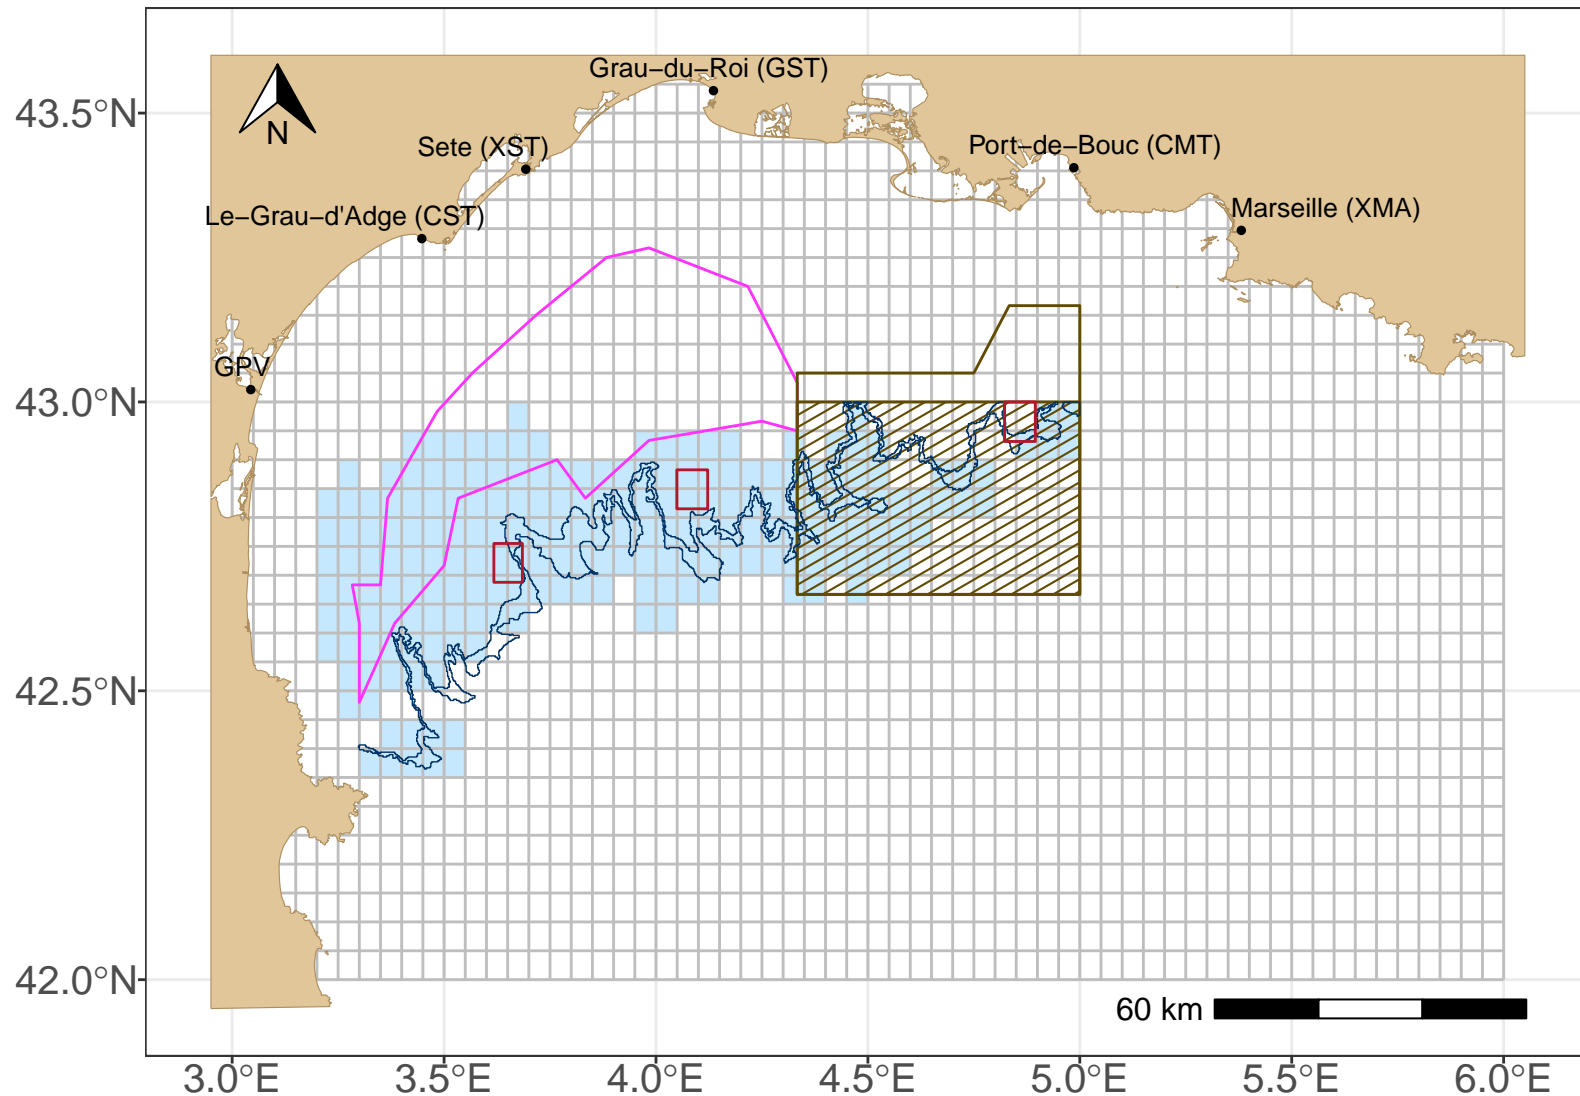 Grau−du−Roi (GST)
43.5°N
N
Sete (XST)
Port−de−Bouc (CMT)
Le−Grau−d'Adge (CST)
Marseille (XMA)
GPV
43.0°N
42.5°N
42.0°N
60 km
3.0°E 3.5°E 4.0°E 4.5°E 5.0°E 5.5°E 6.0°E